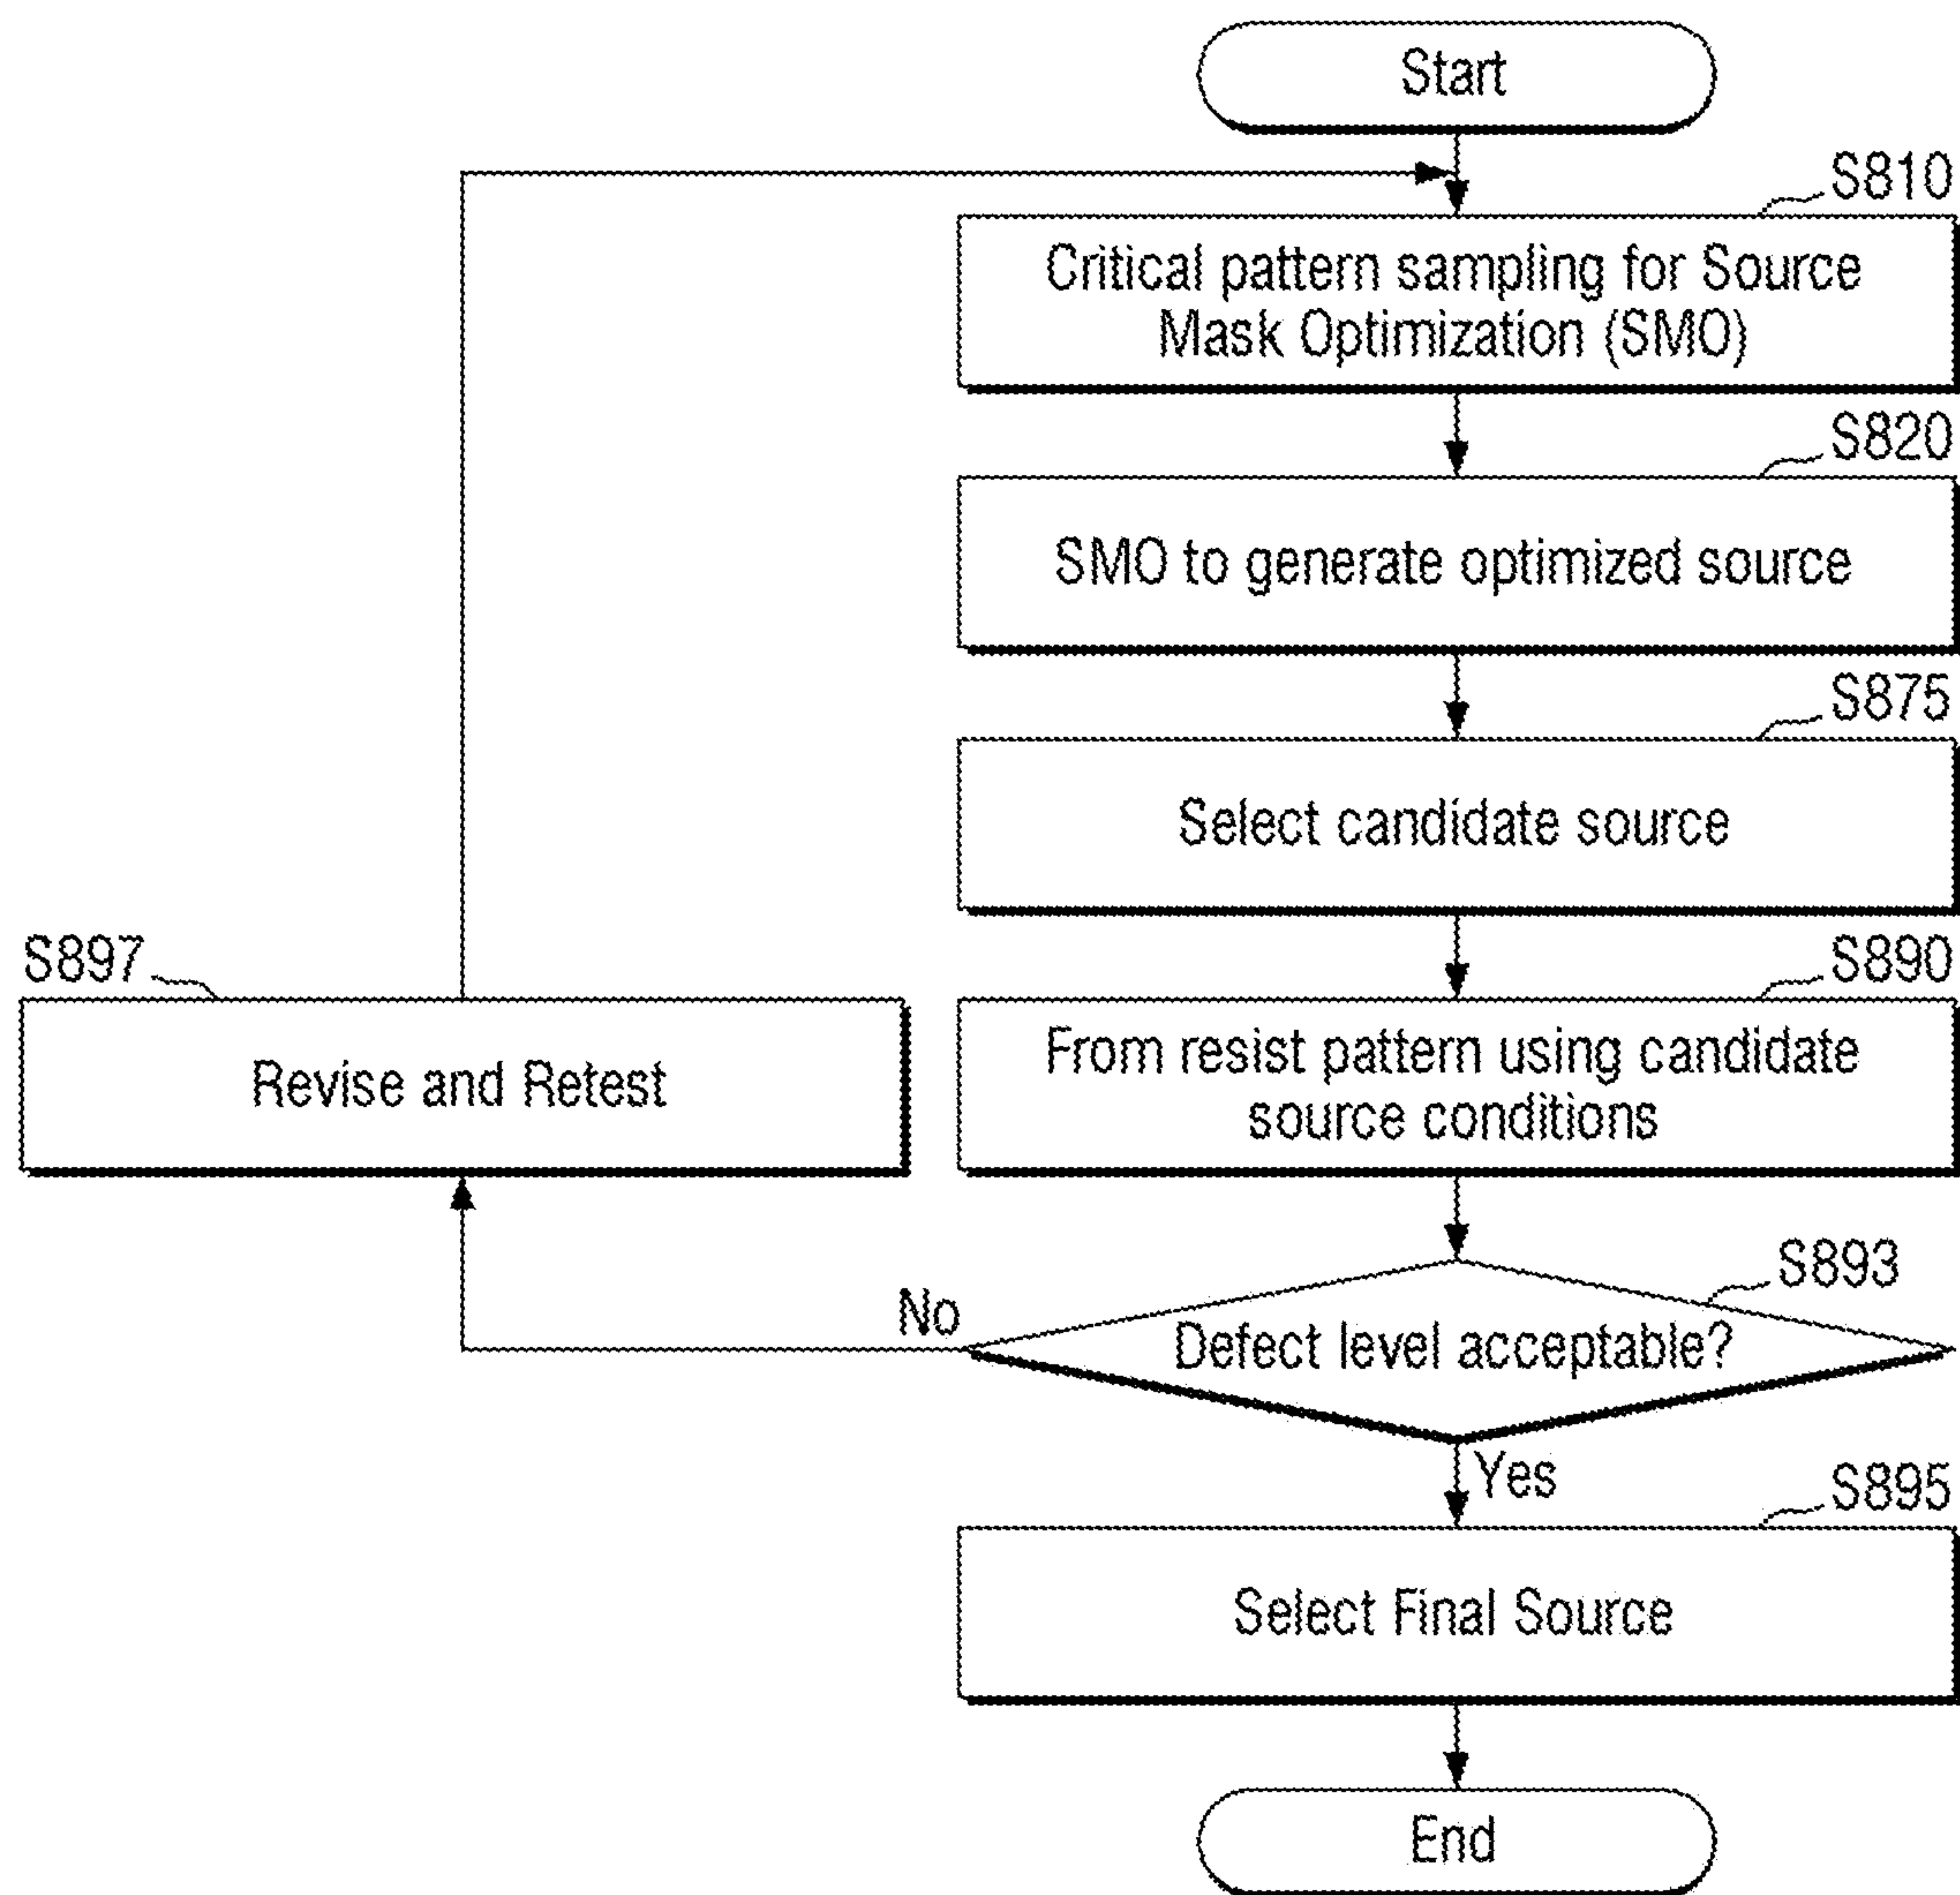 Start
S810
Critical pattern sampling for Source
Mask Optimization (SMO)
S820
SMO to generate optimized source
S875
Select candidate source
S897
Revise and Retest
S890
From resist pattern using candidate
source conditions
S893
No
Defect level acceptable?
Yes
S895
Select Final Source
End